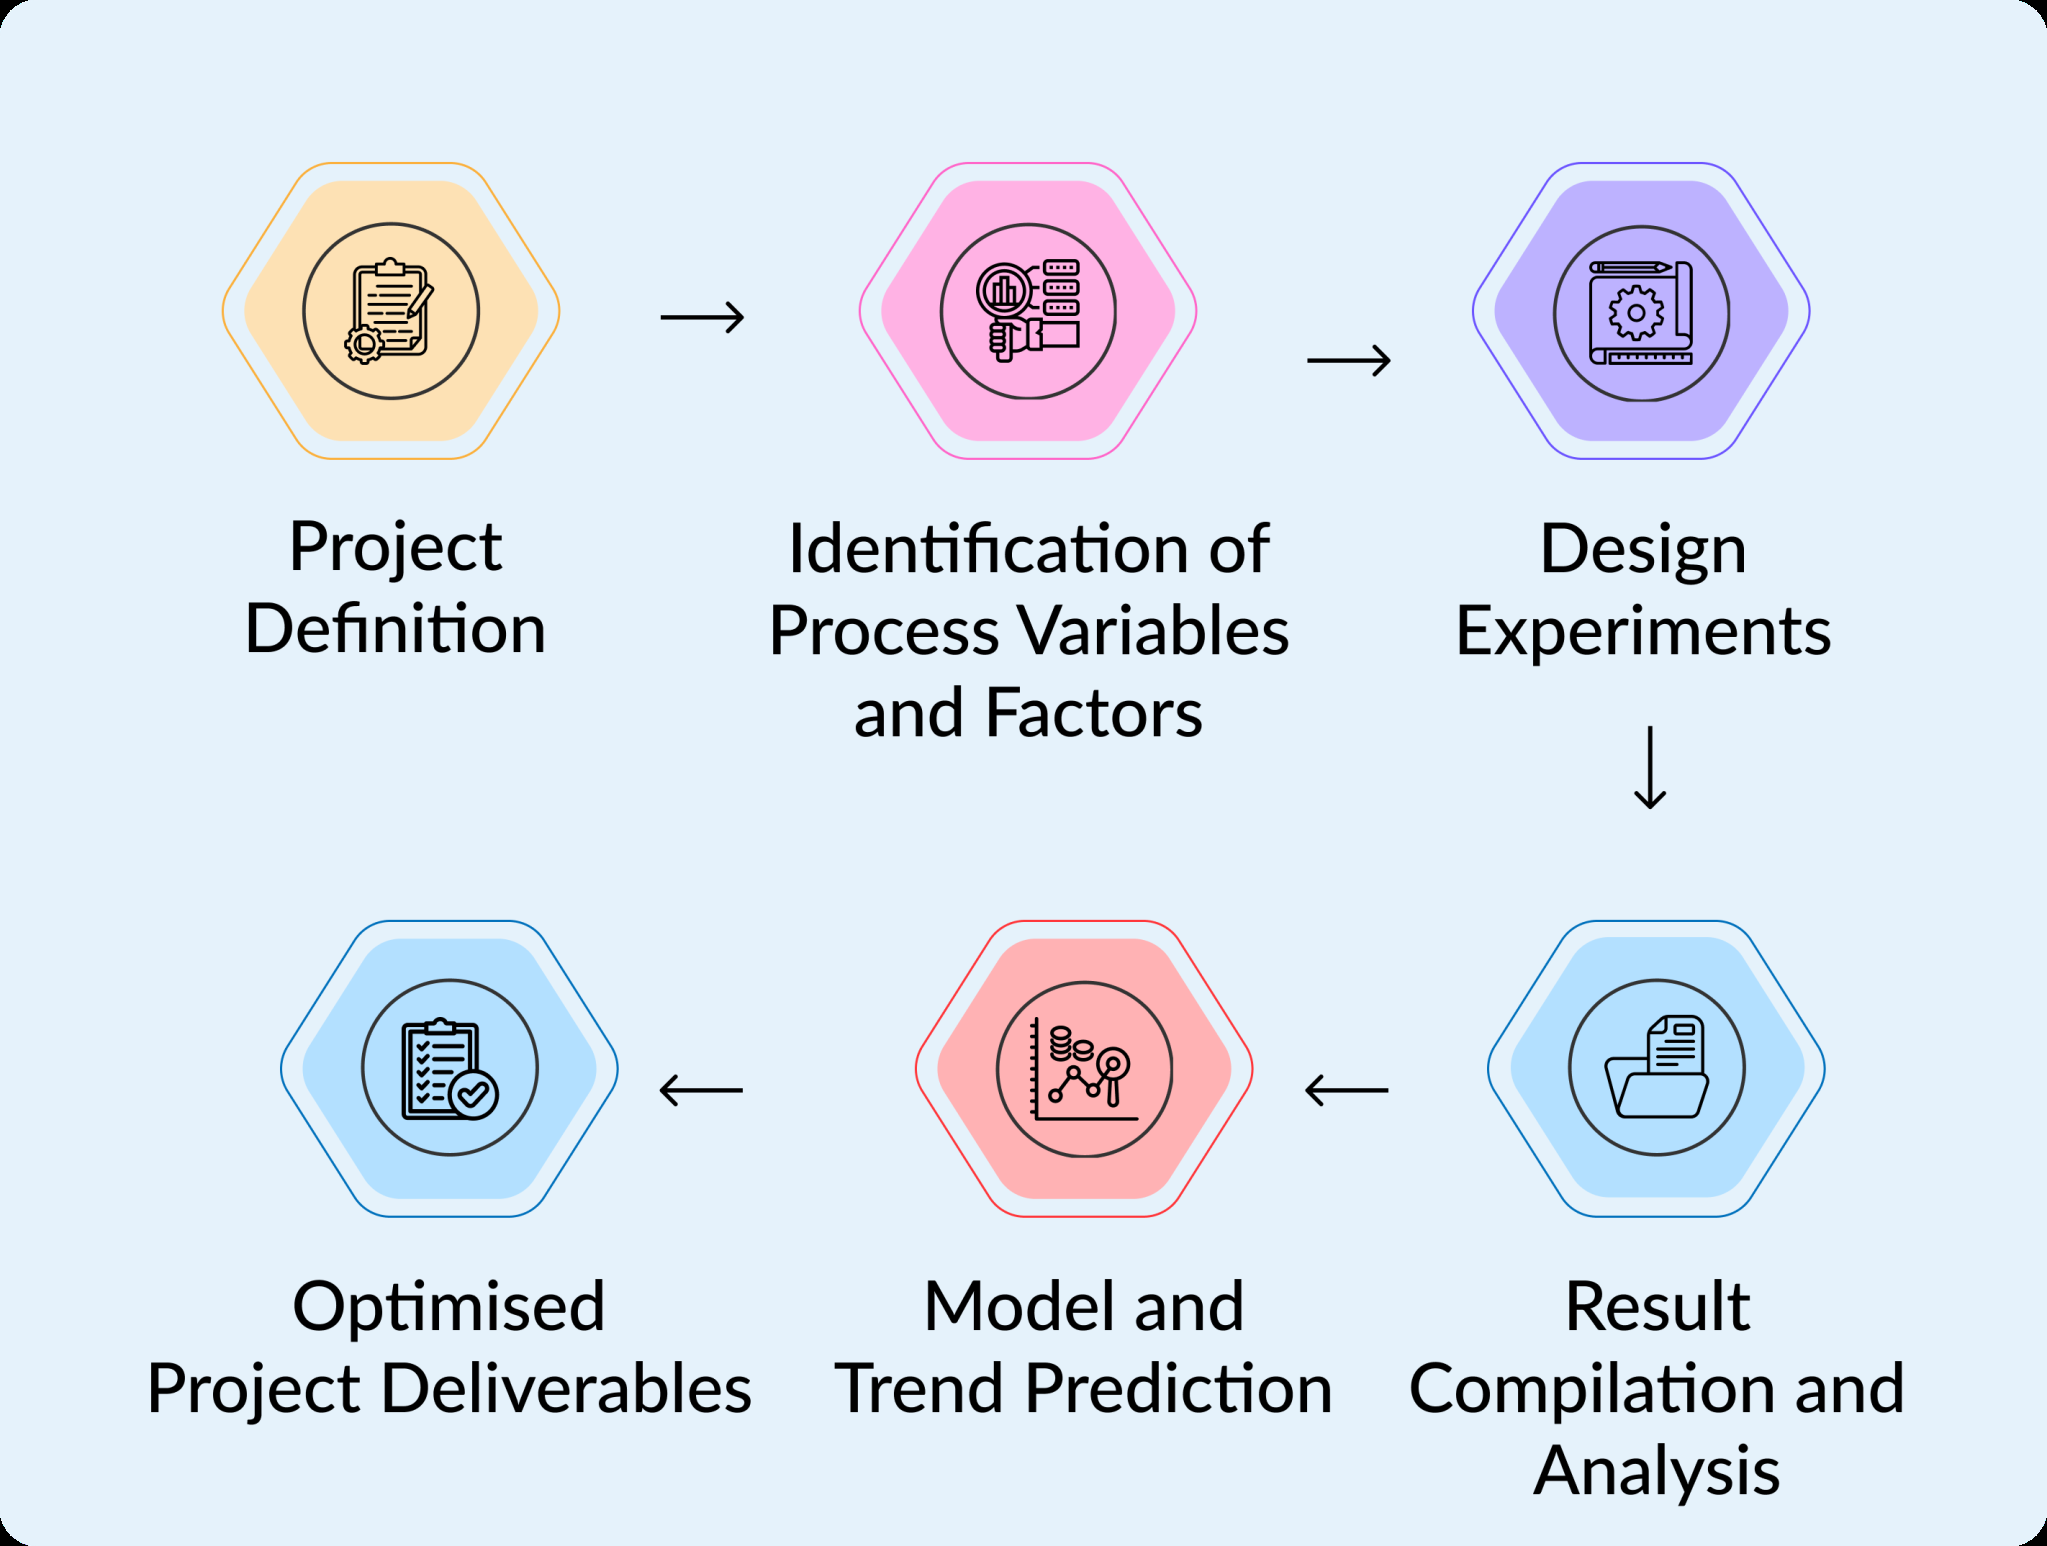 Project
Definition
Identification of
Process Variables
and Factors
Design
Experiments
Result
Compilation and
Analysis
Model and
Trend Prediction
Optimised
Project Deliverables